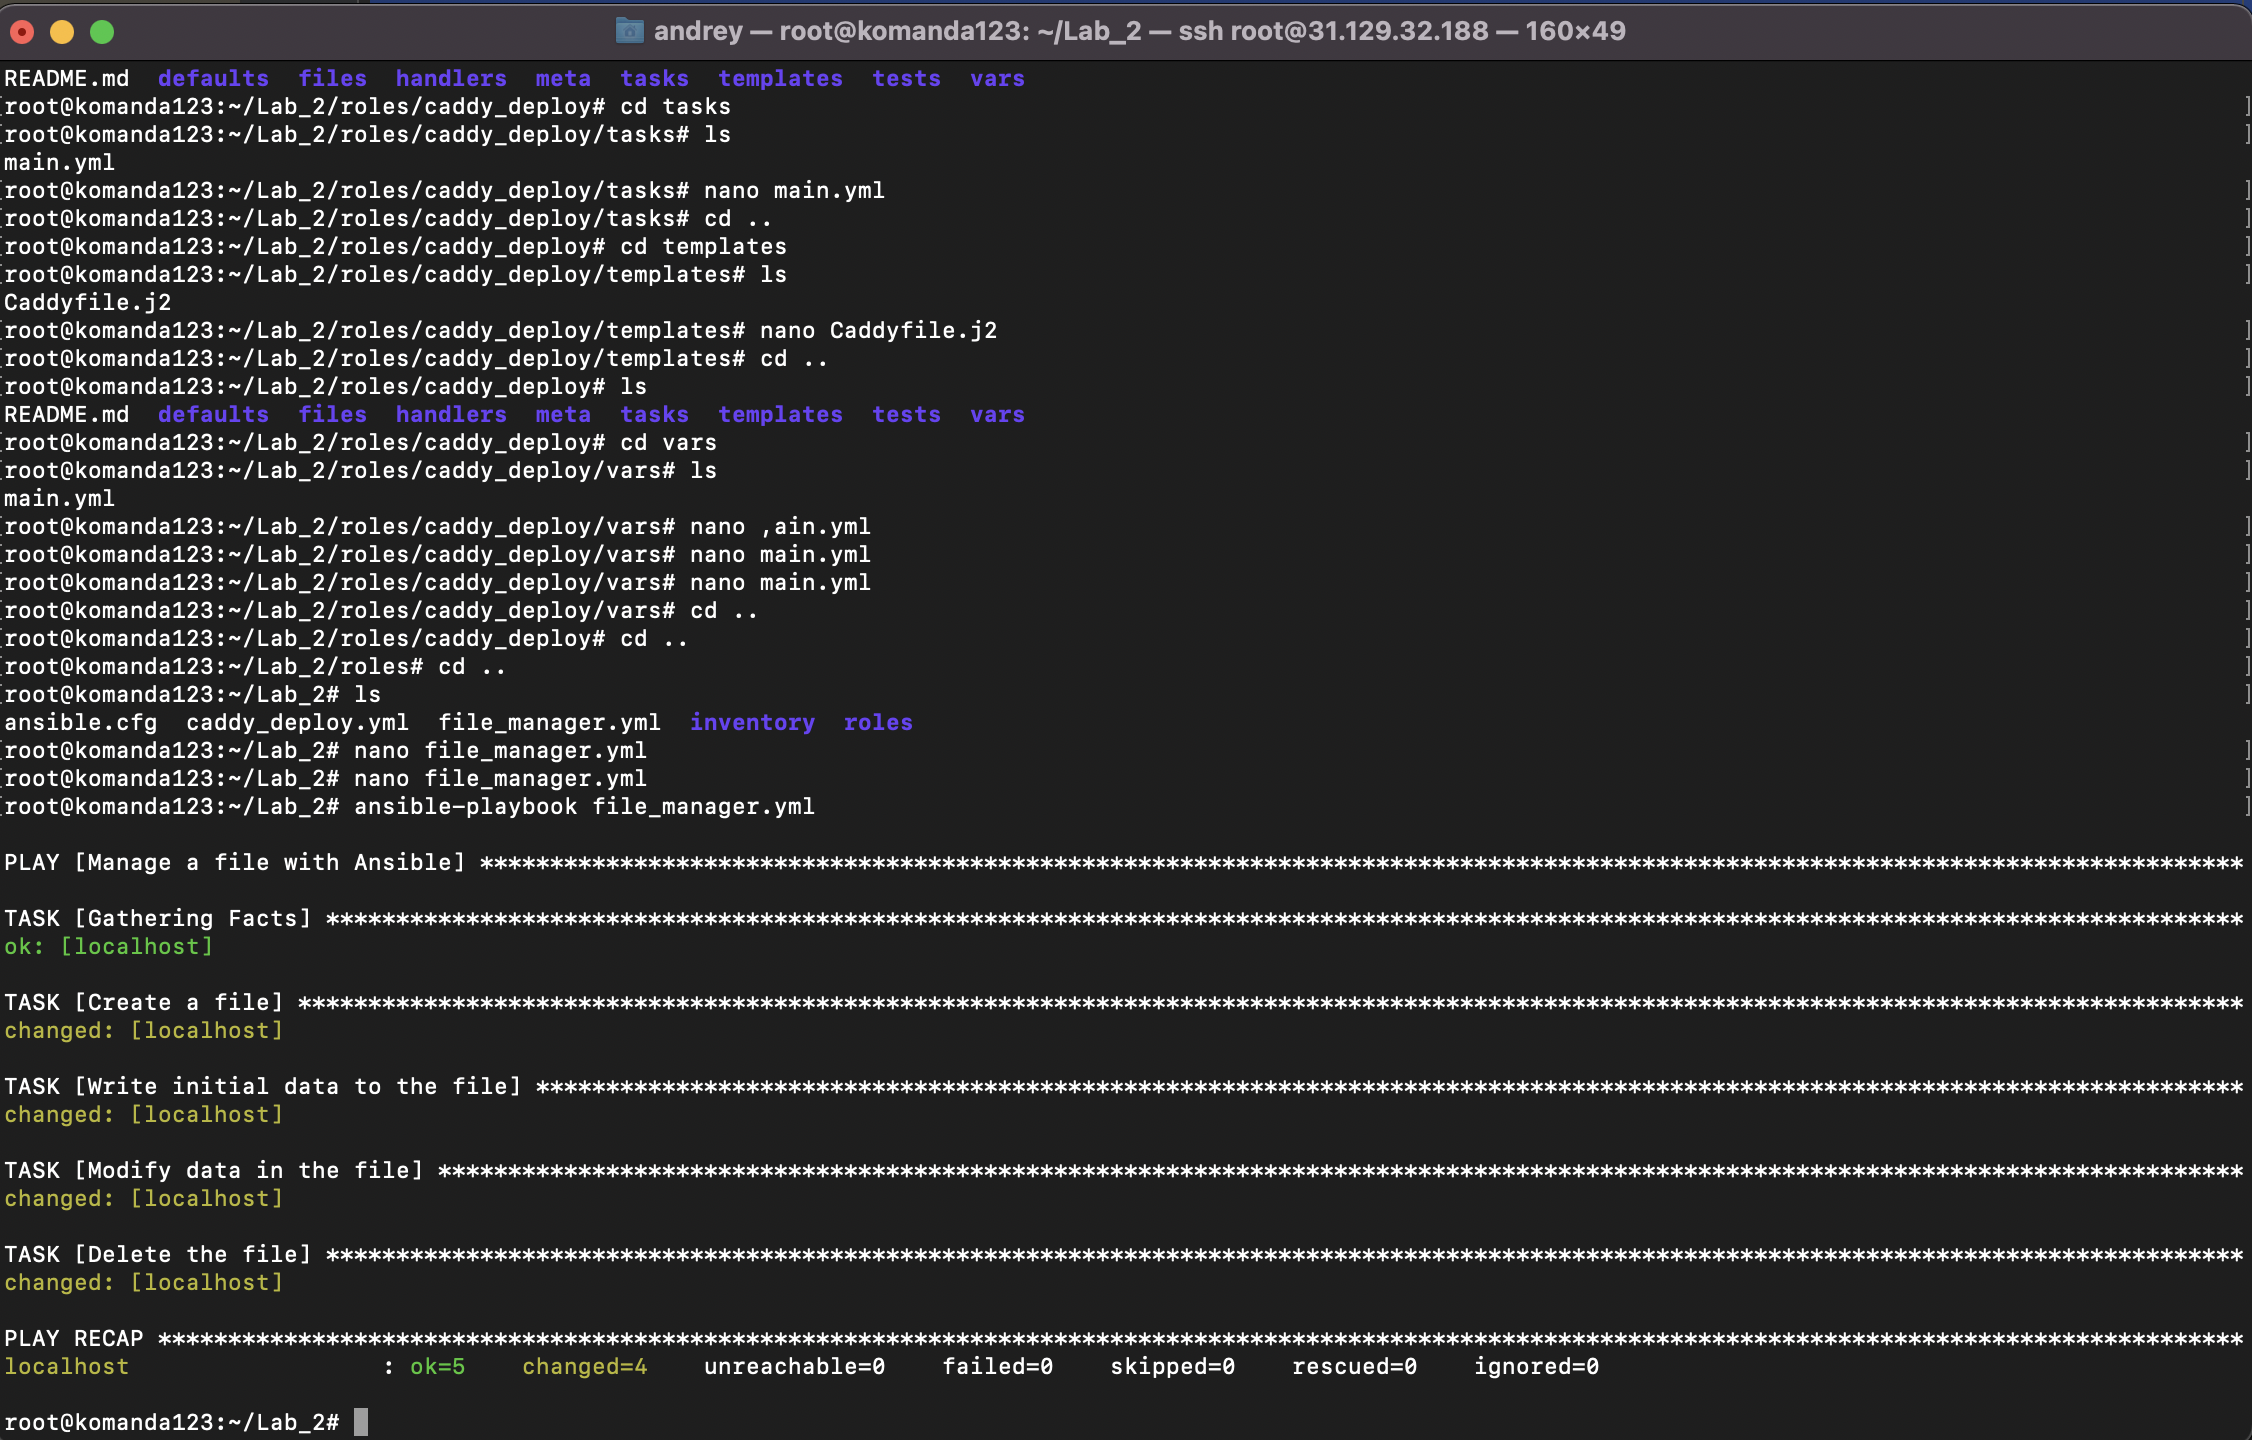 andrey — root@komanda123: ~/Lab_2 — ssh root@31.129.32.188 — 160×49
README.md  defaults  files  handlers  meta  tasks  templates  tests  vars
[root@komanda123:~/Lab_2/roles/caddy_deploy# cd tasks ]
[root@komanda123:~/Lab_2/roles/caddy_deploy/tasks# ls ]
main.yml
[root@komanda123:~/Lab_2/roles/caddy_deploy/tasks# nano main.yml ]
[root@komanda123:~/Lab_2/roles/caddy_deploy/tasks# cd .. ]
[root@komanda123:~/Lab_2/roles/caddy_deploy# cd templates ]
[root@komanda123:~/Lab_2/roles/caddy_deploy/templates# ls ]
Caddyfile.j2
[root@komanda123:~/Lab_2/roles/caddy_deploy/templates# nano Caddyfile.j2 ]
[root@komanda123:~/Lab_2/roles/caddy_deploy/templates# cd .. ]
[root@komanda123:~/Lab_2/roles/caddy_deploy# ls ]
README.md  defaults  files  handlers  meta  tasks  templates  tests  vars
[root@komanda123:~/Lab_2/roles/caddy_deploy# cd vars ]
[root@komanda123:~/Lab_2/roles/caddy_deploy/vars# ls ]
main.yml
[root@komanda123:~/Lab_2/roles/caddy_deploy/vars# nano ,ain.yml ]
[root@komanda123:~/Lab_2/roles/caddy_deploy/vars# nano main.yml ]
[root@komanda123:~/Lab_2/roles/caddy_deploy/vars# nano main.yml ]
[root@komanda123:~/Lab_2/roles/caddy_deploy/vars# cd .. ]
[root@komanda123:~/Lab_2/roles/caddy_deploy# cd .. ]
[root@komanda123:~/Lab_2/roles# cd .. ]
[root@komanda123:~/Lab_2# ls ]
ansible.cfg  caddy_deploy.yml  file_manager.yml  inventory  roles
[root@komanda123:~/Lab_2# nano file_manager.yml ]
[root@komanda123:~/Lab_2# nano file_manager.yml ]
[root@komanda123:~/Lab_2# ansible-playbook file_manager.yml ]
PLAY [Manage a file with Ansible] *****************************************************************************************************************************
TASK [Gathering Facts] ****************************************************************************************************************************************
ok: [localhost]
TASK [Create a file] ******************************************************************************************************************************************
changed: [localhost]
TASK [Write initial data to the file] *************************************************************************************************************************
changed: [localhost]
TASK [Modify data in the file] ********************************************************************************************************************************
changed: [localhost]
TASK [Delete the file] ****************************************************************************************************************************************
changed: [localhost]
PLAY RECAP ****************************************************************************************************************************************************
localhost                  : ok=5    changed=4    unreachable=0    failed=0    skipped=0    rescued=0    ignored=0
root@komanda123:~/Lab_2#